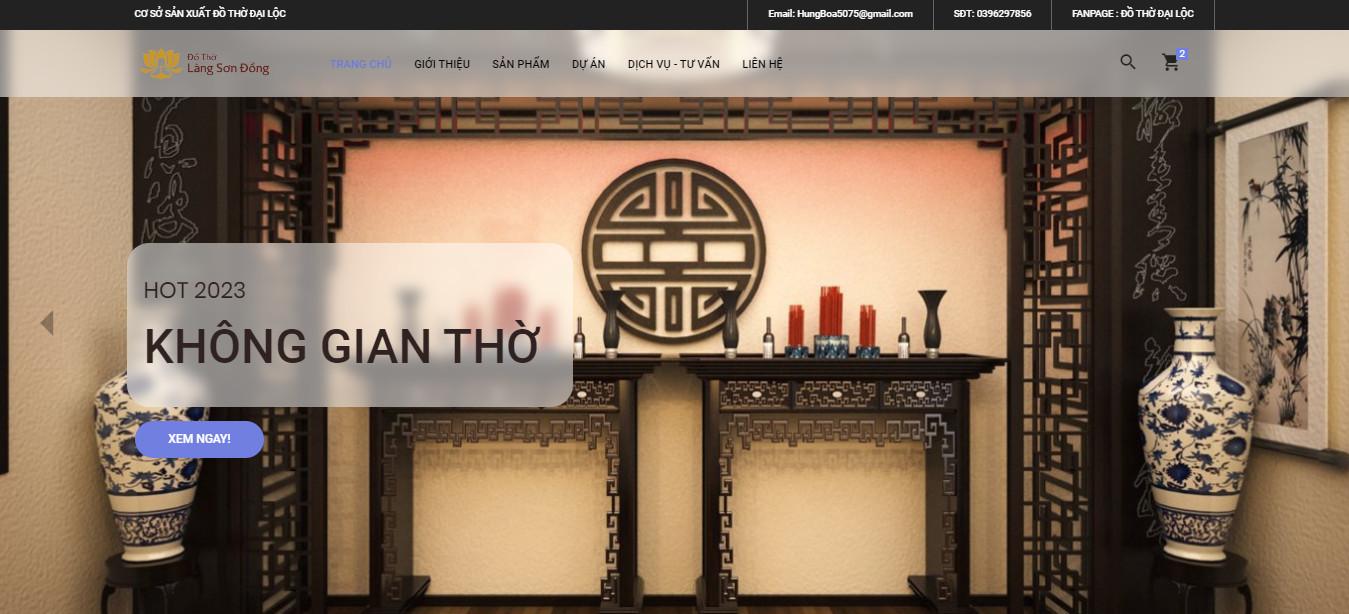 CƠ SỞ SẢN XUẤT ĐỒ THỜ ĐẠI LỘC
Email: HungBoa5075@gmail.com
SĐT: 0396297856
FANPAGE : ĐỒ THỜ ĐẠI LỘC
Đồ Thờ
Làng Sơn Đồng
TRANG CHỦ
GIỚI THIỆU
SẢN PHẨM
DỰ ÁN
DỊCH VỤ - TƯ VẤN
LIÊN HỆ
2
HOT 2023
KHÔNG GIAN THỜ
XEM NGAY!